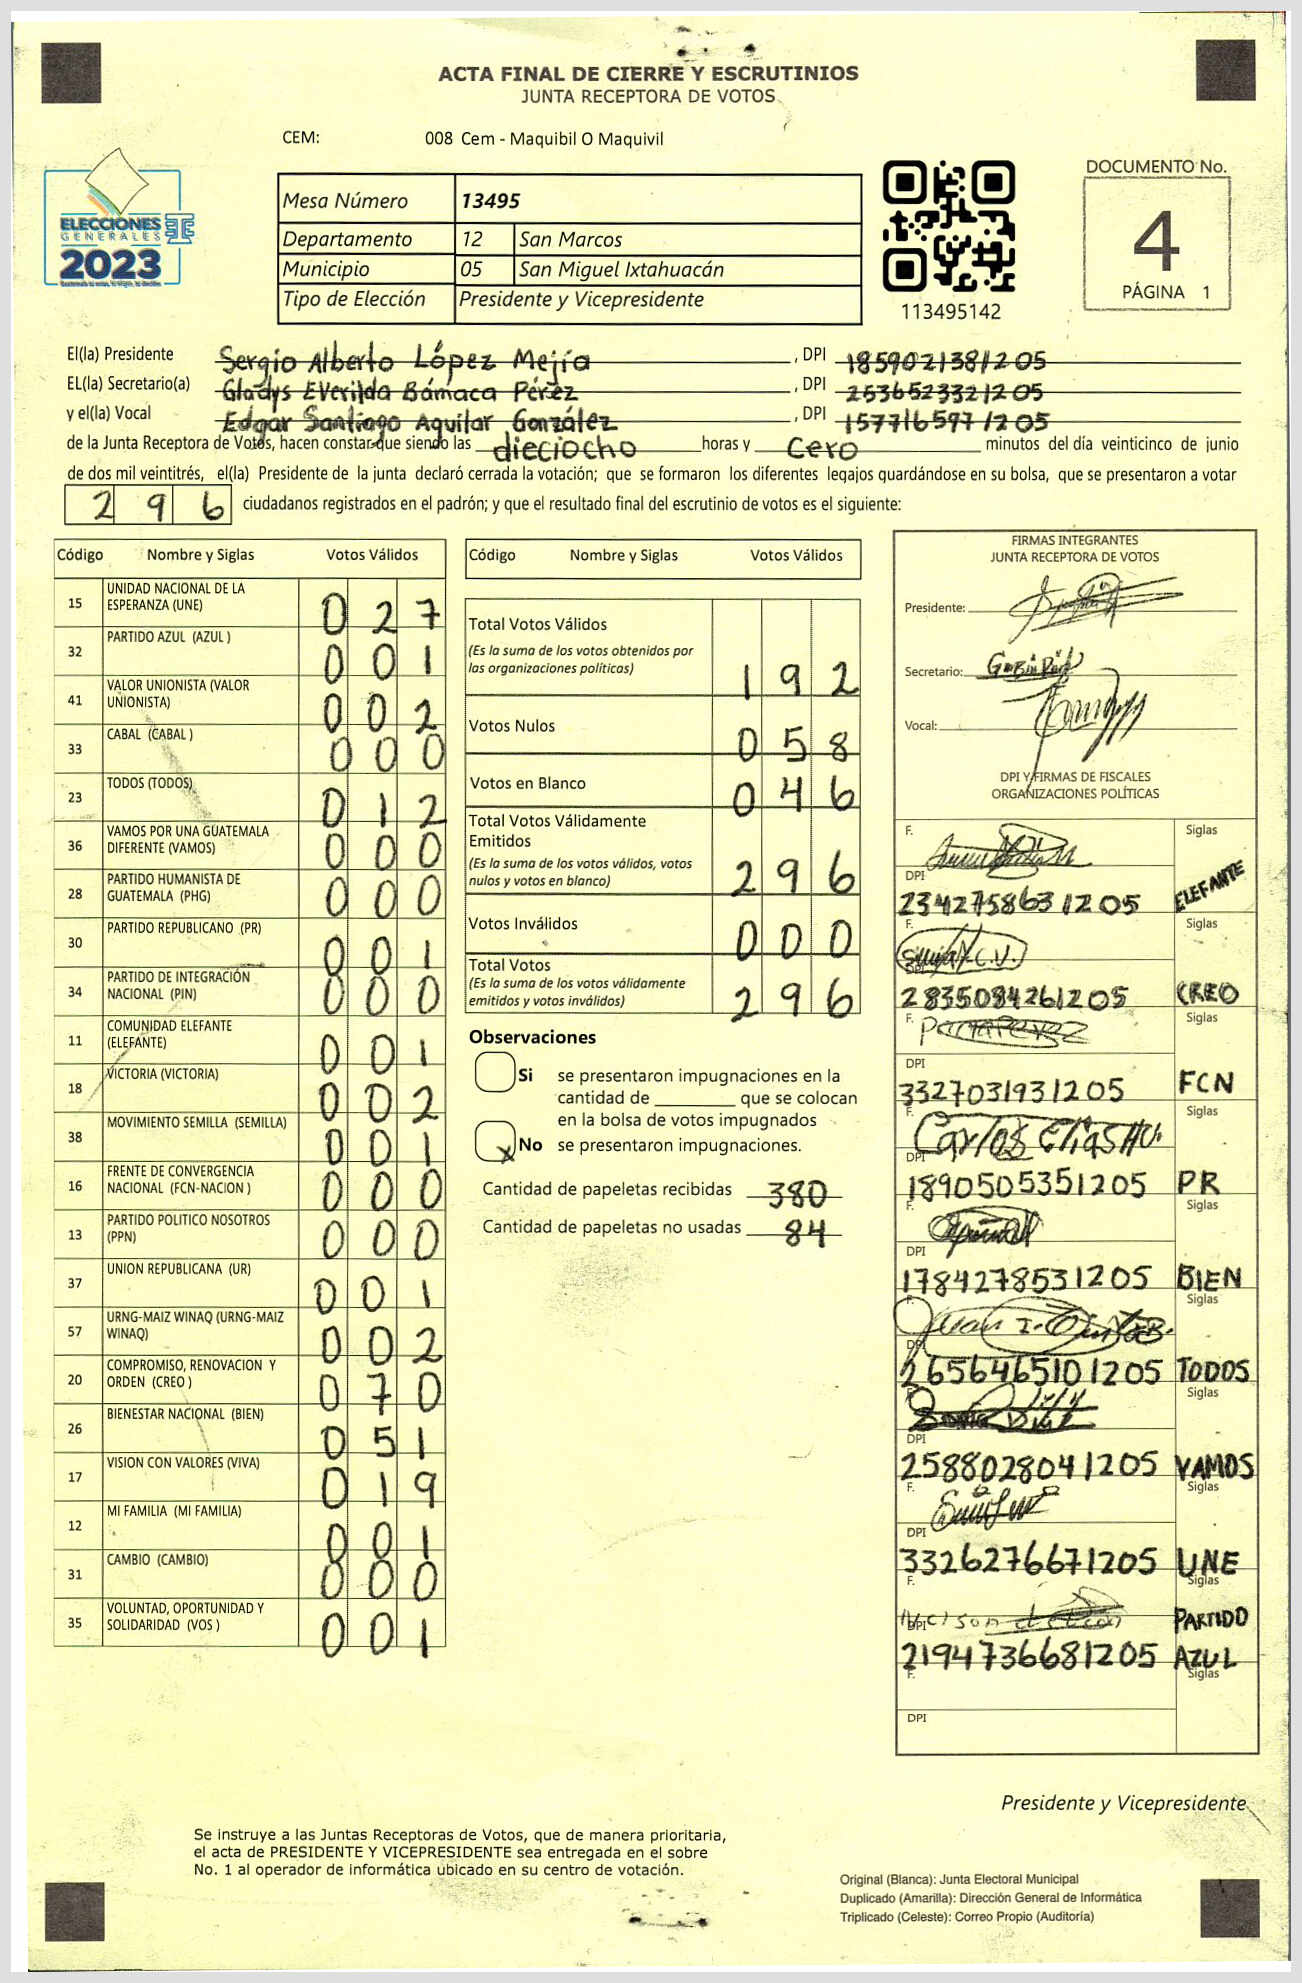 ACTA FINAL DE CIERRE Y ESCRUTINIOS
JUNTA RECEPTORA DE VOTOS
CEM: 008 Cem - Maquibil O Maquivil
ELECCIONES
GENERALES
2023
Mesa Número 13495
Departamento 12 San Marcos
Municipio 05 San Miguel Ixtahuacán
Tipo de Elección Presidente y Vicepresidente
113495142
DOCUMENTO No.
4
PÁGINA 1
El(la) Presidente Sergio Alberto López Mejía , DPI 1859021381205
EL(la) Secretario(a) Gladys EVerilda Bámaca Pérez , DPI 2536523321205
y el(la) Vocal Edgar Santiago Aguilar González , DPI 1577165971205
de la Junta Receptora de Votos, hacen constar que siendo las dieciocho horas y Cero minutos del día veinticinco de junio
de dos mil veintitrés, el(la) Presidente de la junta declaró cerrada la votación; que se formaron los diferentes legajos quardándose en su bolsa, que se presentaron a votar
296 ciudadanos registrados en el padrón; y que el resultado final del escrutinio de votos es el siguiente:
Código Nombre y Siglas Votos Válidos
15 UNIDAD NACIONAL DE LA ESPERANZA (UNE) 027
32 PARTIDO AZUL (AZUL ) 001
41 VALOR UNIONISTA (VALOR UNIONISTA) 002
33 CABAL (CABAL ) 000
23 TODOS (TODOS) 012
36 VAMOS POR UNA GUATEMALA DIFERENTE (VAMOS) 000
28 PARTIDO HUMANISTA DE GUATEMALA (PHG) 000
30 PARTIDO REPUBLICANO (PR) 001
34 PARTIDO DE INTEGRACIÓN NACIONAL (PIN) 000
11 COMUNIDAD ELEFANTE (ELEFANTE) 001
18 VICTORIA (VICTORIA) 002
38 MOVIMIENTO SEMILLA (SEMILLA) 001
16 FRENTE DE CONVERGENCIA NACIONAL (FCN-NACION ) 000
13 PARTIDO POLITICO NOSOTROS (PPN) 000
37 UNION REPUBLICANA (UR) 001
57 URNG-MAIZ WINAQ (URNG-MAIZ WINAQ) 002
20 COMPROMISO, RENOVACION Y ORDEN (CREO ) 070
26 BIENESTAR NACIONAL (BIEN) 051
17 VISION CON VALORES (VIVA) 019
12 MI FAMILIA (MI FAMILIA) 001
31 CAMBIO (CAMBIO) 000
35 VOLUNTAD, OPORTUNIDAD Y SOLIDARIDAD (VOS ) 001
Código Nombre y Siglas Votos Válidos
Total Votos Válidos
(Es la suma de los votos obtenidos por
las organizaciones políticas) 192
Votos Nulos 058
Votos en Blanco 046
Total Votos Válidamente
Emitidos
(Es la suma de los votos válidos, votos
nulos y votos en blanco) 296
Votos Inválidos 000
Total Votos
(Es la suma de los votos válidamente
emitidos y votos inválidos) 296
Observaciones
Si se presentaron impugnaciones en la
cantidad de ________ que se colocan
en la bolsa de votos impugnados
x No se presentaron impugnaciones.
Cantidad de papeletas recibidas 380
Cantidad de papeletas no usadas 84
FIRMAS INTEGRANTES
JUNTA RECEPTORA DE VOTOS
Presidente:
Secretario:
Vocal:
DPI Y FIRMAS DE FISCALES
ORGANIZACIONES POLÍTICAS
F. Siglas
DPI
2342758631205 ELEFANTE
F. Siglas
DPI
2835084261205 CREO
F. Siglas
DPI
3327031931205 FCN
F. Carlos Elias Siglas
DPI
1890505351205 PR
F. Siglas
DPI
1784278531205 BIEN
F. Juan Siglas
DPI
2656465101205 TODOS
F. Siglas
DPI
2588028041205 VAMOS
F. Siglas
DPI
3326276671205 UNE
F. Siglas
DPI PARTIDO
2194736681205 AZUL
F. Siglas
DPI
Presidente y Vicepresidente
Se instruye a las Juntas Receptoras de Votos, que de manera prioritaria,
el acta de PRESIDENTE Y VICEPRESIDENTE sea entregada en el sobre
No. 1 al operador de informática ubicado en su centro de votación.
Original (Blanca): Junta Electoral Municipal
Duplicado (Amarilla): Dirección General de Informática
Triplicado (Celeste): Correo Propio (Auditoría)